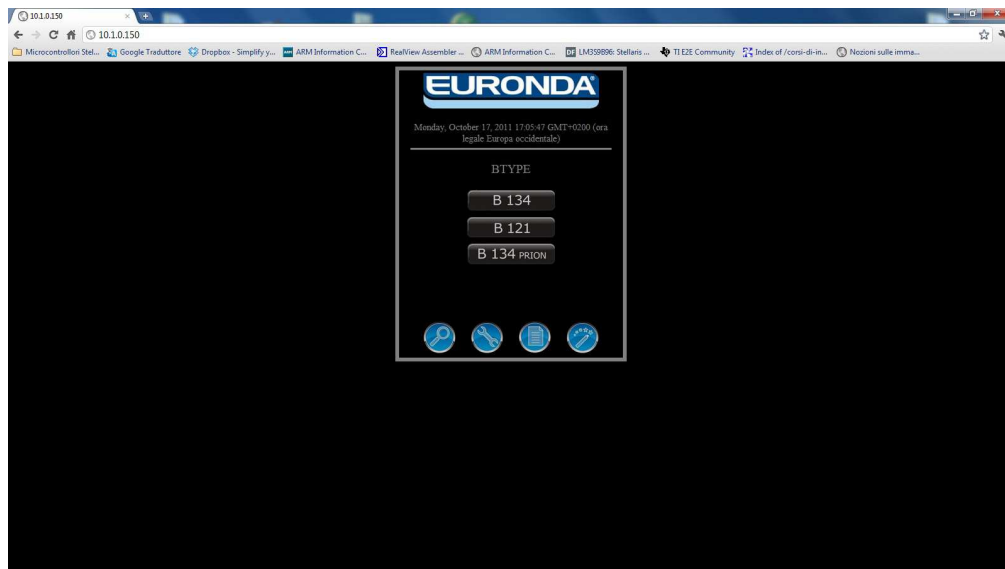 10.1.0.150
10.1.0.150
Microcontrollori Stel...
Google Traduttore
Dropbox - Simplify y...
ARM Information C...
RealView Assembler ...
ARM Information C...
LM3S9B96: Stellaris ...
TI E2E Community
Index of /corsi-di-in...
Nozioni sulle imma...
EURONDA
Monday, October 17, 2011 17:05:47 GMT+0200 (ora
legale Europa occidentale)
BTYPE
B 134
B 121
B 134 PRION